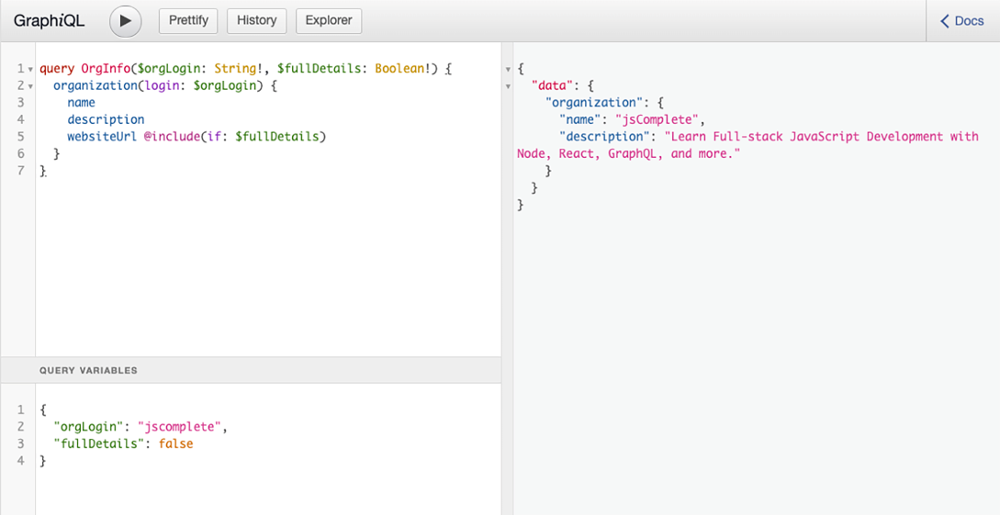 GraphiQL
Prettify
History
Explorer
Docs
1 query OrgInfo($orgLogin: String!, $fullDetails: Boolean!) {
2 organization(login: $orgLogin) {
3 name
4 description
5 websiteUrl @include(if: $fullDetails)
6 }
7 }
QUERY VARIABLES
1 {
2 "orgLogin": "jscomplete",
3 "fullDetails": false
4 }
{
"data": {
"organization": {
"name": "jsComplete",
"description": "Learn Full-stack JavaScript Development with
Node, React, GraphQL, and more."
}
}
}